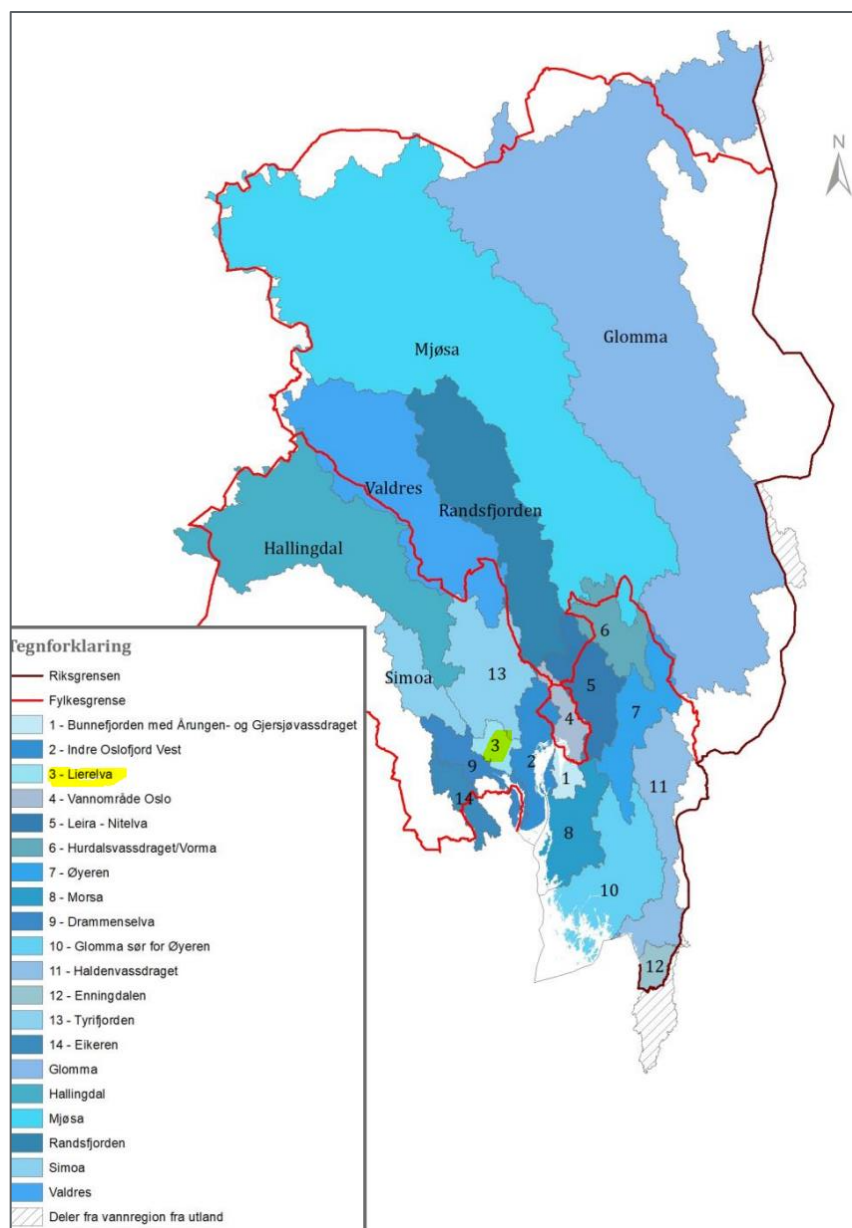 N
Mjøsa
Glomma
Valdres
Randsfjorden
Hallingdal
6
Simoa
13
5
4
7
3
2
9
1
11
14
8
10
12
Tegnforklaring
Riksgrensen
Fylkesgrense
1 - Bunnefjorden med Årungen- og Gjersjøvassdraget
2 - Indre Oslofjord Vest
3 - Lierelva
4 - Vannområde Oslo
5 - Leira - Nitelva
6 - Hurdalsvassdraget/Vorma
7 - Øyeren
8 - Morsa
9 - Drammenselva
10 - Glomma sør for Øyeren
11 - Haldenvassdraget
12 - Enningdalen
13 - Tyrifjorden
14 - Eikeren
Glomma
Hallingdal
Mjøsa
Randsfjorden
Simoa
Valdres
Deler fra vannregion fra utland